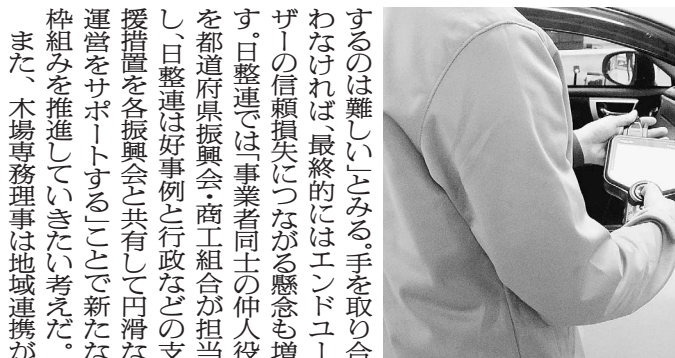 するのは難しい」とみる。手を取り合
わなければ、最終的にはエンドユー
ザーの信頼損失につながる懸念も増
す。日整連では「事業者同士の仲人役
を都道府県振興会・商工組合が担当
し、日整連は好事例と行政などの支
援措置を各振興会と共有して円滑な
運営をサポートする」ことで新たな
枠組みを推進していきたい考えだ。
また、木場専務理事は地域連携が